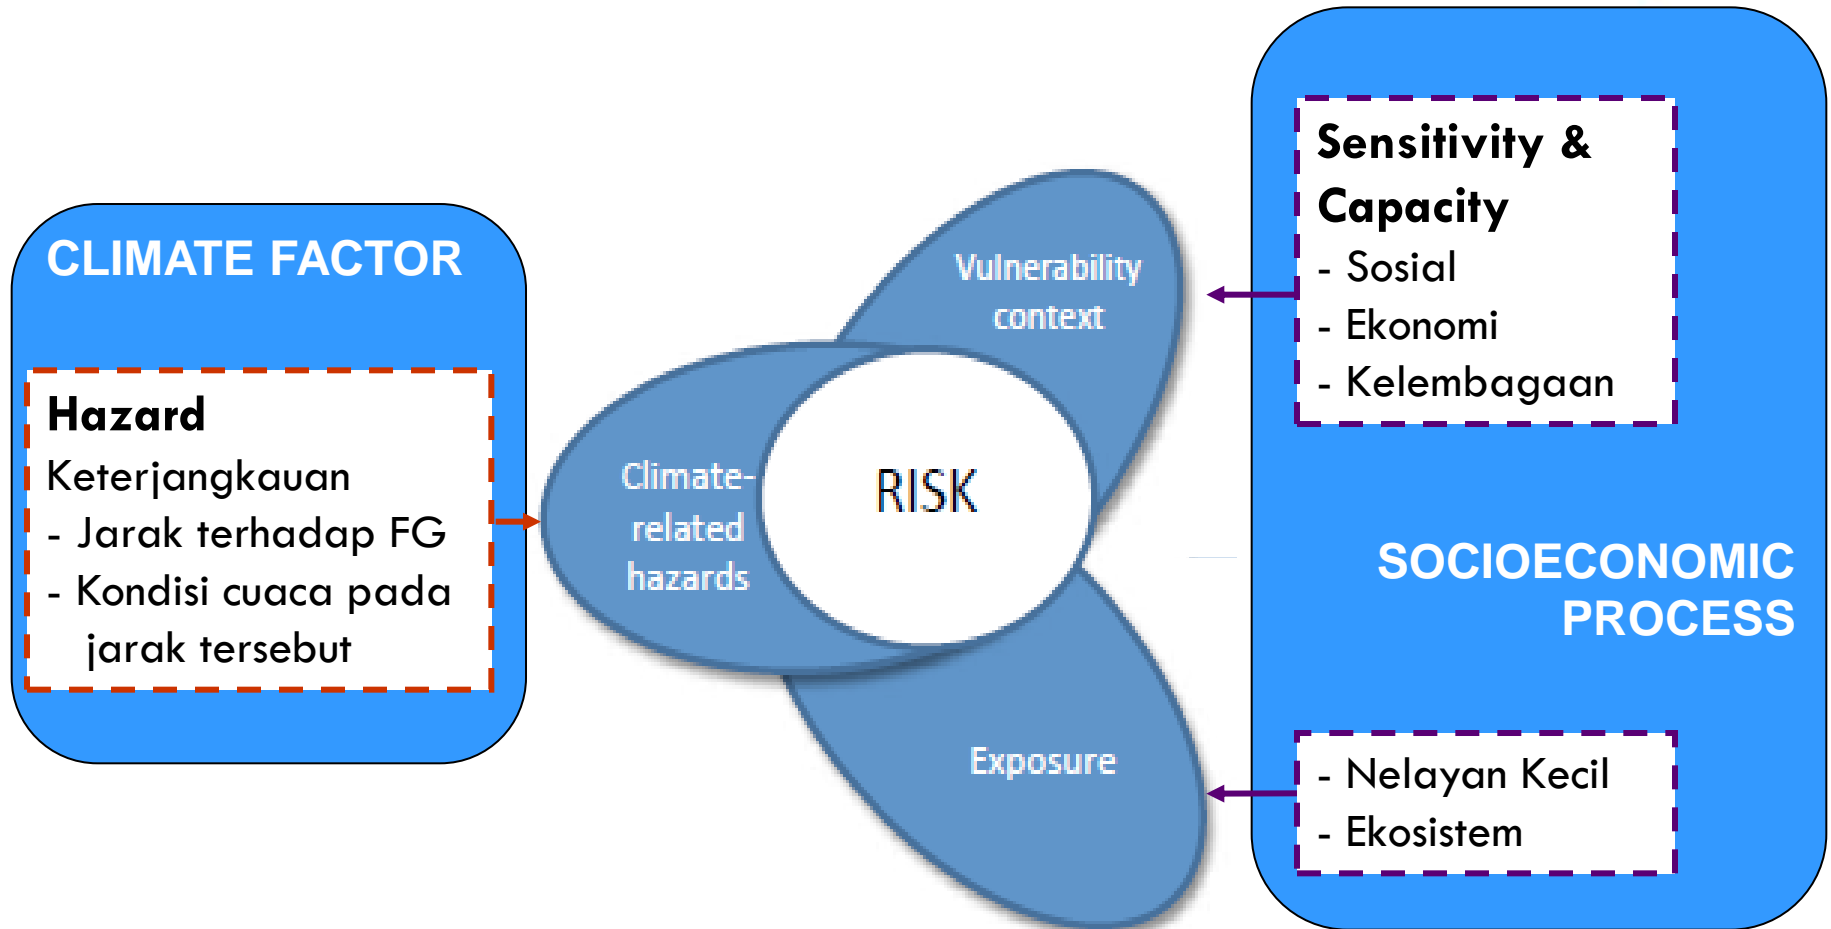 CLIMATE FACTOR
Hazard
Keterjangkauan
- Jarak terhadap FG
- Kondisi cuaca pada
jarak tersebut
Vulnerability
context
Climate-
related
hazards
RISK
Exposure
Sensitivity &
Capacity
- Sosial
- Ekonomi
- Kelembagaan
SOCIOECONOMIC
PROCESS
- Nelayan Kecil
- Ekosistem